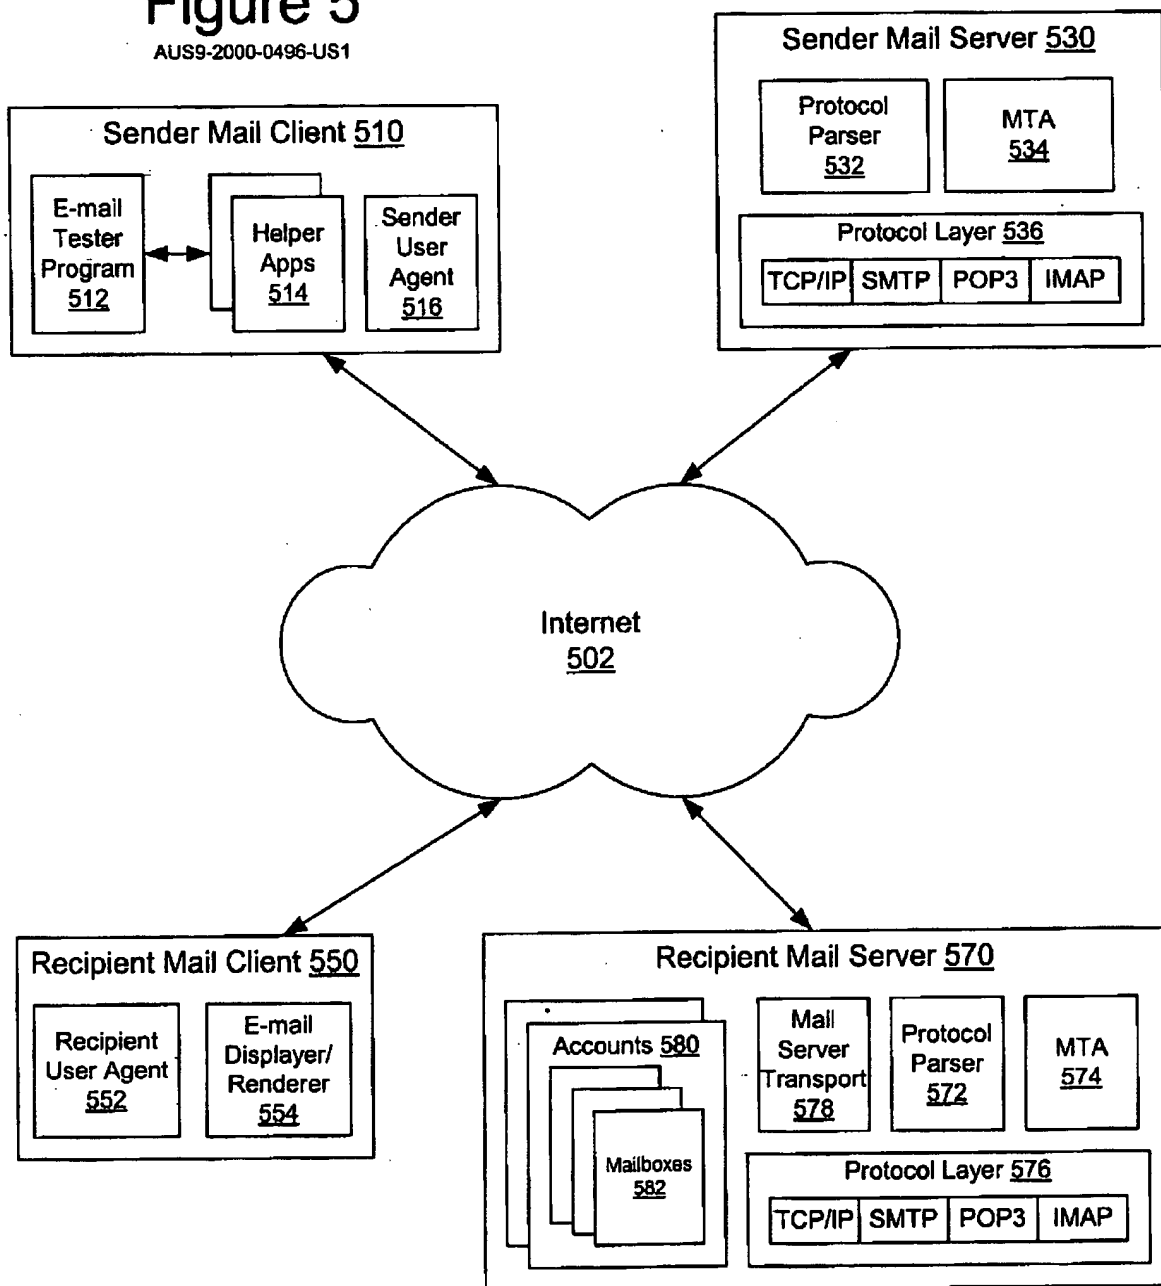 Figure 5
AUS9-2000-0496-US1
Sender Mail Client 510
E-mail
Tester
Program
512
Helper
Apps
514
Sender
User
Agent
516
Sender Mail Server 530
Protocol
Parser
532
MTA
534
Protocol Layer 536
TCP/IP SMTP POP3 IMAP
Internet
502
Recipient Mail Client 550
Recipient
User Agent
552
E-mail
Displayer/
Renderer
554
Recipient Mail Server 570
Accounts 580
Mailboxes
582
Mail
Server
Transport
578
Protocol
Parser
572
MTA
574
Protocol Layer 576
TCP/IP SMTP POP3 IMAP